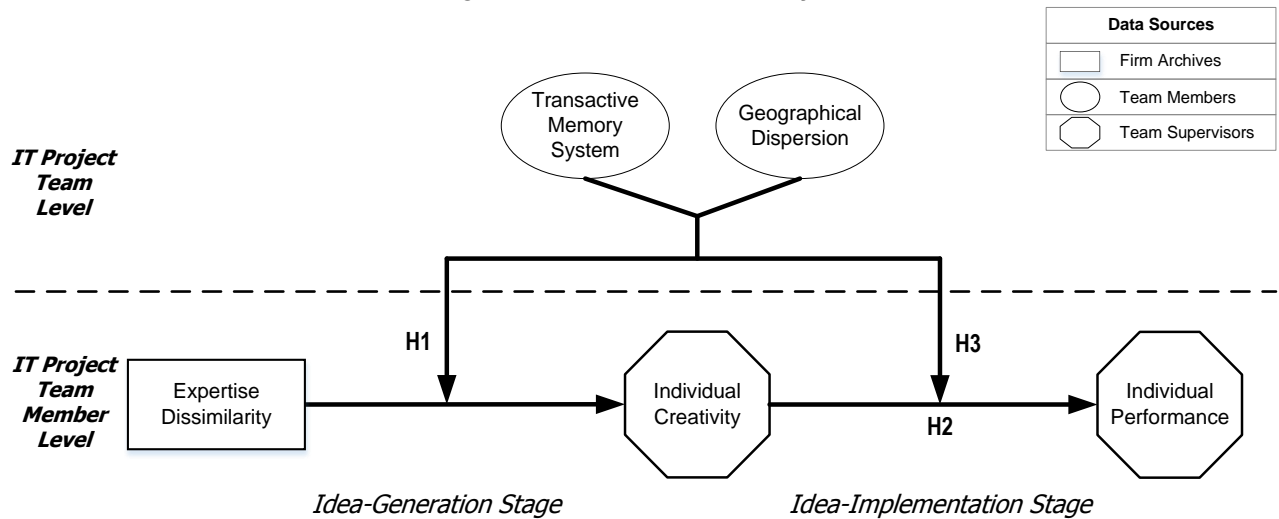 Data Sources
Firm Archives
Team Members
Team Supervisors
Transactive
Memory
System
Geographical
Dispersion
IT Project
Team
Level
H1
H3
IT Project
Team
Member
Level
Expertise
Dissimilarity
Individual
Creativity
H2
Individual
Performance
Idea-Generation Stage
Idea-Implementation Stage